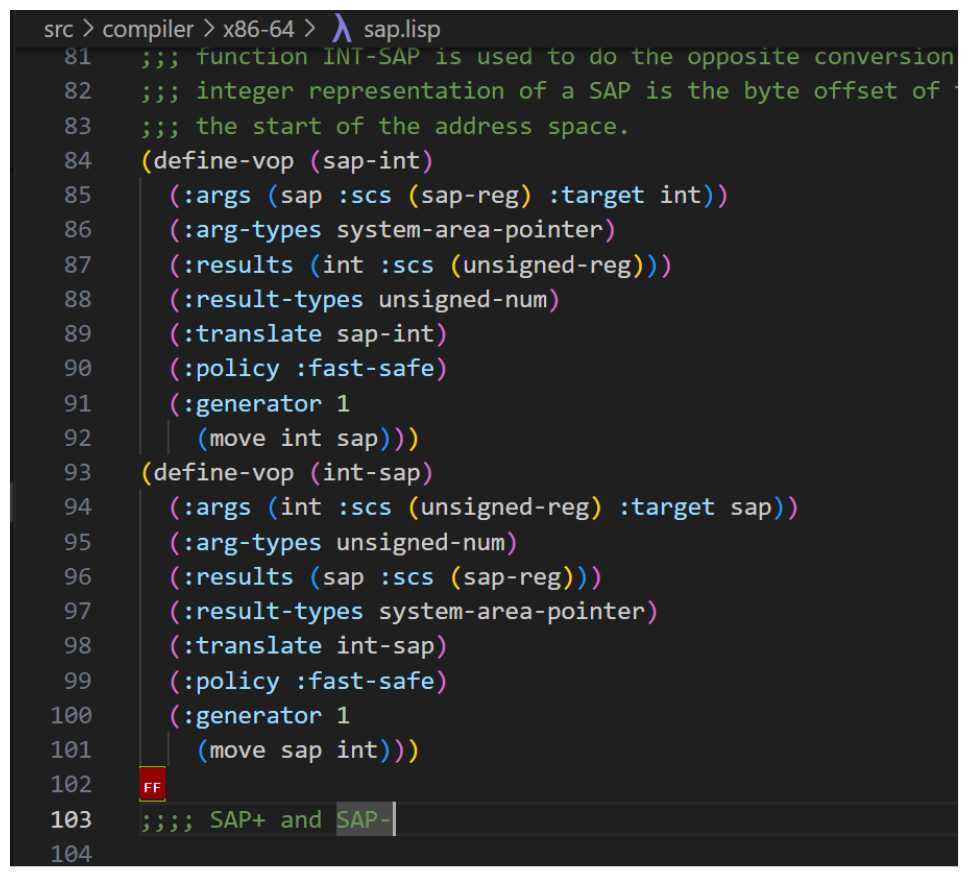 src > compiler > x86-64 > λ sap.lisp
81 ;;; function INT-SAP is used to do the opposite conversion
82 ;;; integer representation of a SAP is the byte offset of
83 ;;; the start of the address space.
84 (define-vop (sap-int)
85 (:args (sap :scs (sap-reg) :target int))
86 (:arg-types system-area-pointer)
87 (:results (int :scs (unsigned-reg)))
88 (:result-types unsigned-num)
89 (:translate sap-int)
90 (:policy :fast-safe)
91 (:generator 1
92 (move int sap)))
93 (define-vop (int-sap)
94 (:args (int :scs (unsigned-reg) :target sap))
95 (:arg-types unsigned-num)
96 (:results (sap :scs (sap-reg)))
97 (:result-types system-area-pointer)
98 (:translate int-sap)
99 (:policy :fast-safe)
100 (:generator 1
101 (move sap int)))
102 FF
103 ;;;; SAP+ and SAP-
104